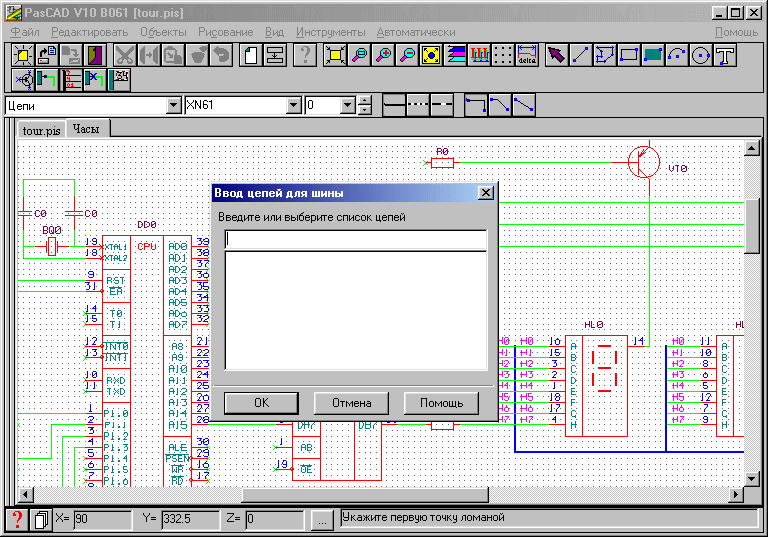 PasCAD V10 B061 [tour.pis]
Файл Редактировать Объекты Рисование Вид Инструменты Автоматически Помощь
delta
Цепи XN61 0
tour.pis Часы
R0
VT0
Ввод цепей для шины
Введите или выберите список цепей
C0 C0
DD0
BQ0
19 XTAL1 CPU AD0 39
18 XTAL2 AD1 38
AD2 37
9 RST AD3 36
31 EA AD4 35
AD5 34
14 T0 AD6 33
15 T1 AD7 32
12 INT0 A8 21
13 INT1 A9 22
A10 23
10 RXD A11 24
11 TXD A12 25
A13 26
1 P1.0 A14 27
2 P1.1 A15 28
3 P1.2
4 P1.3 ALE 30
5 P1.4 PSEN 29
6 P1.5 WR 16
7 P1.6 RD 17
8
DH7 DB7
1 AB
19 OE
HL0
H0 H0 16 A 14 H0 11 A
H1 H1 15 B H1 10 B
H2 H2 3 C H2 8 C
H3 H3 2 D H3 6 D
H4 H4 1 E H4 5 E
H5 H5 18 F H5 12 F
H6 H6 17 G H6 7 G
H7 H7 4 H H7 9 H
OK Отмена Помощь
X= 90 Y= 332.5 Z= 0 ... Укажите первую точку ломаной